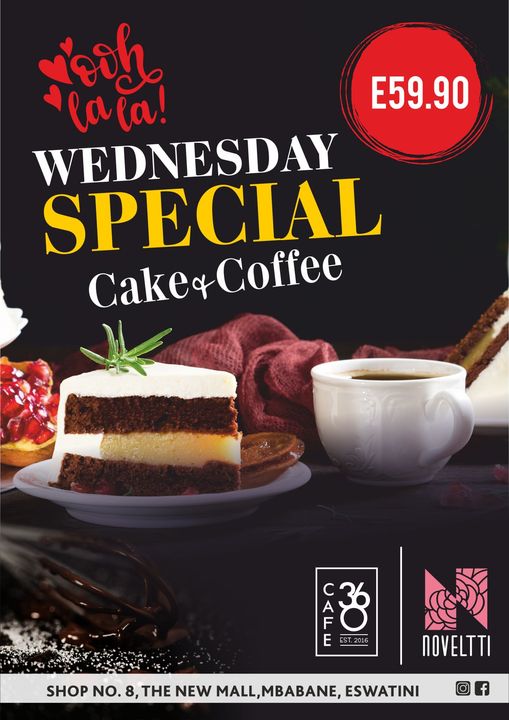 ooh
la la!
E59.90
WEDNESDAY
SPECIAL
Cake & Coffee
CAFE
360
EST. 2016
NOVELTTI
SHOP NO. 8, THE NEW MALL,MBABANE, ESWATINI